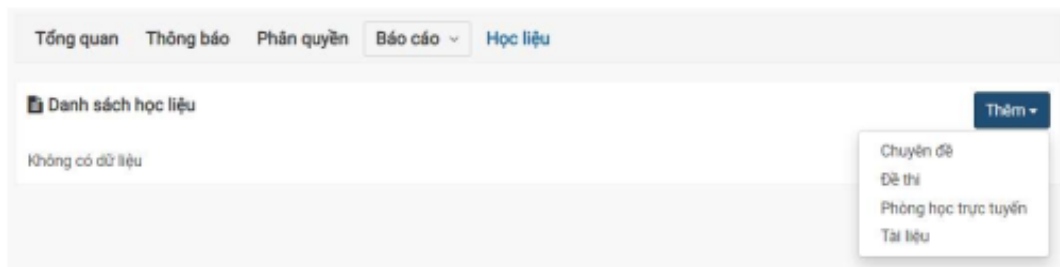 Tổng quan Thông báo Phân quyền Báo cáo Học liệu
Danh sách học liệu
Thêm
Không có dữ liệu
Chuyên đề
Đề thi
Phòng học trực tuyến
Tài liệu